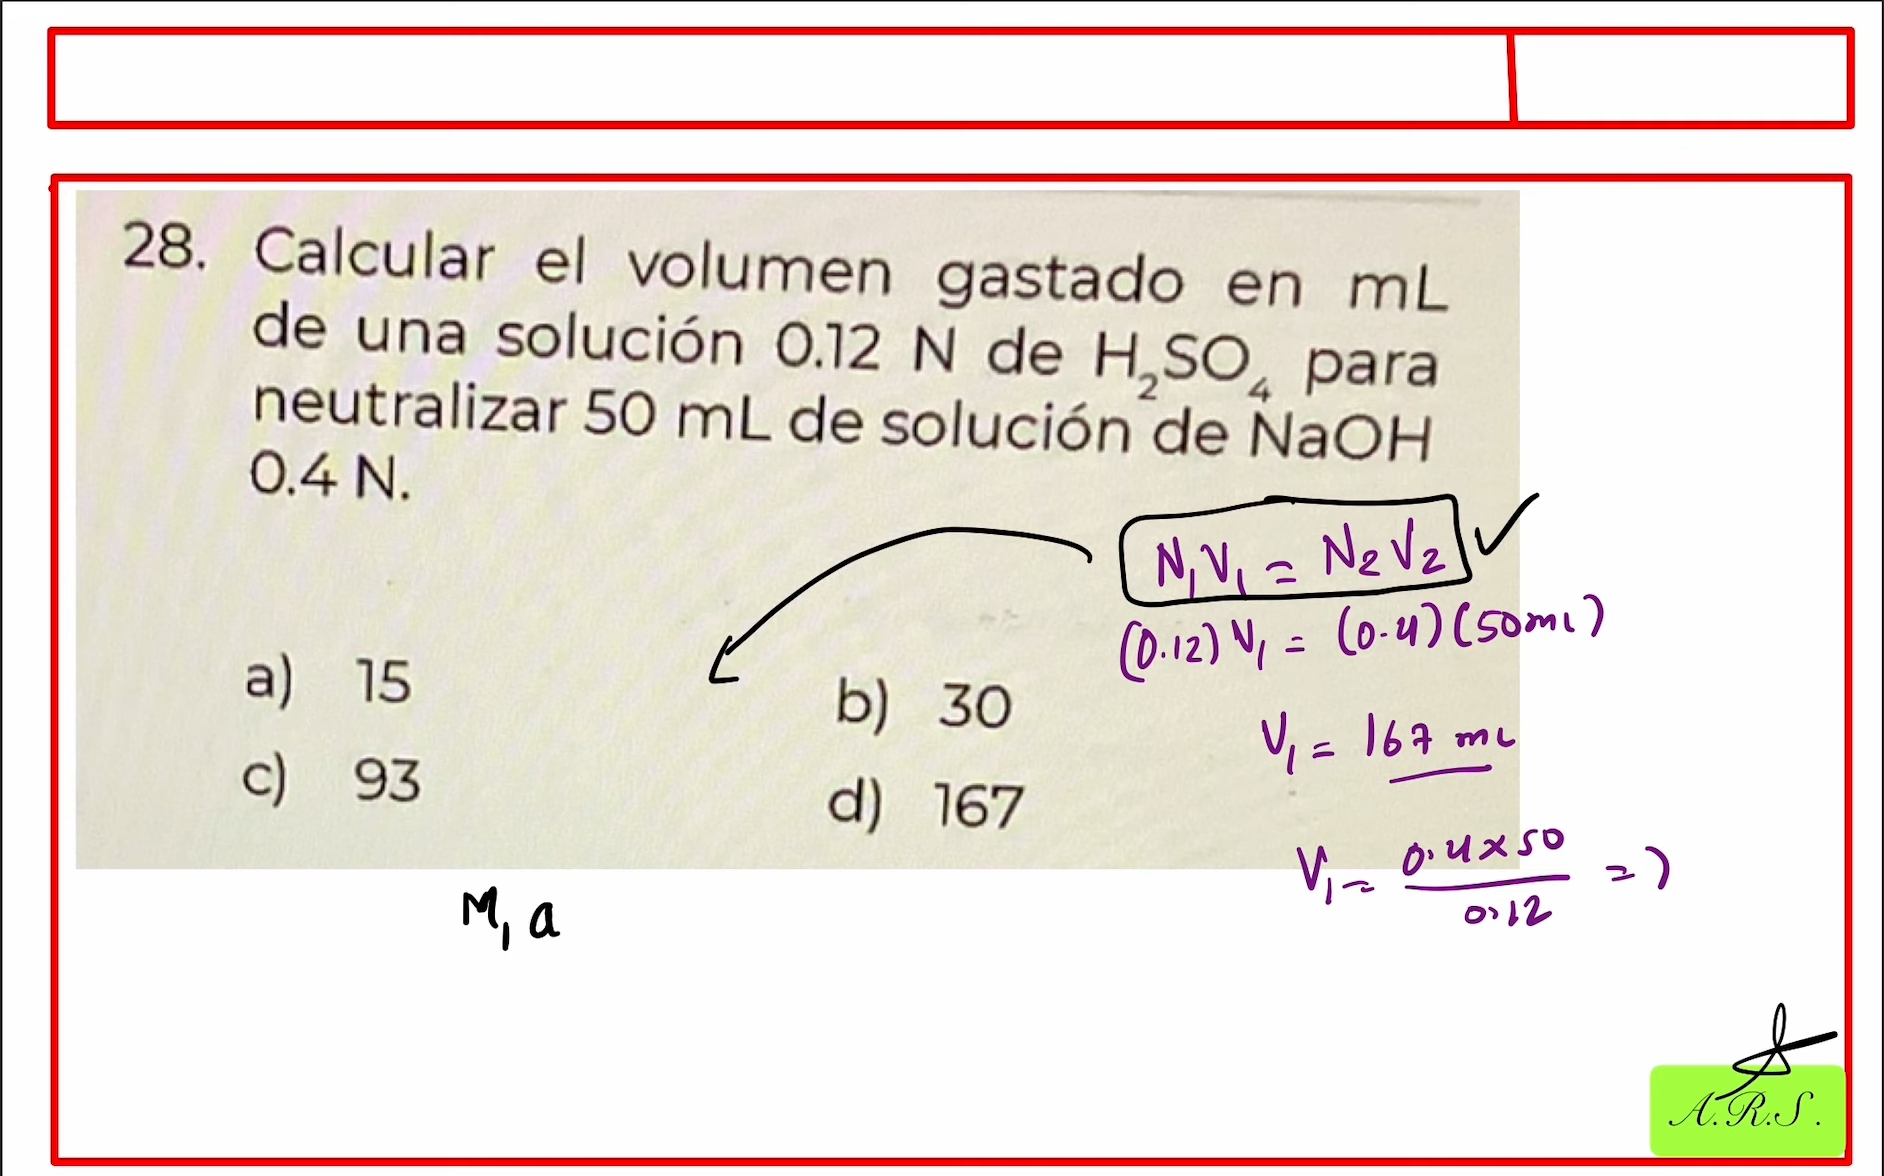 28. Calcular el volumen gastado en mL
de una solución 0.12 N de H₂SO₄ para
neutralizar 50 mL de solución de NaOH
0.4 N.
N₁V₁ = N₂V₂ ✓
(0.12) V₁ = (0.4) (50mL)
a) 15
b) 30
V₁ = 167 mL
c) 93
d) 167
V₁ = 0.4 x 50 / 0.12 = )
M₁ a
A.R.S.